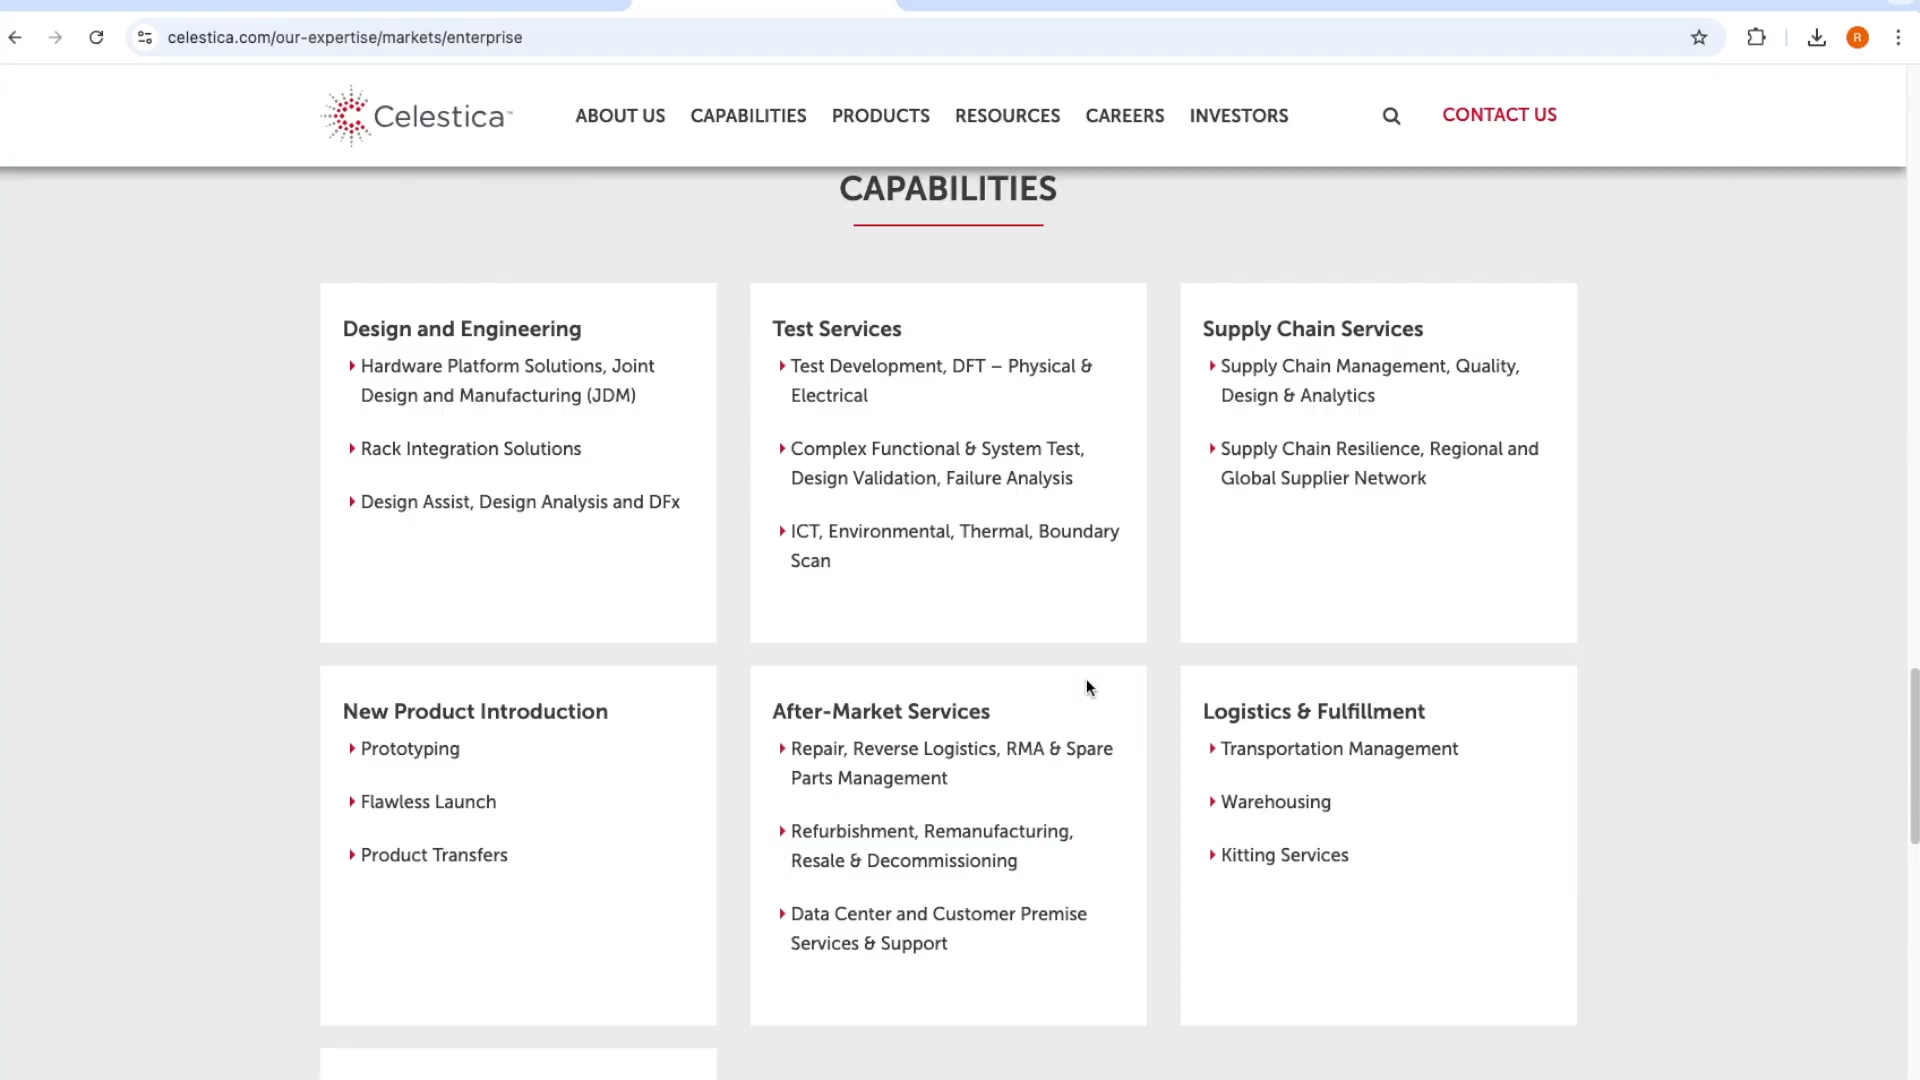 celestica.com/our-expertise/markets/enterprise
R
Celestica™
ABOUT US
CAPABILITIES
PRODUCTS
RESOURCES
CAREERS
INVESTORS
CONTACT US
CAPABILITIES
Design and Engineering
Hardware Platform Solutions, Joint
Design and Manufacturing (JDM)
Rack Integration Solutions
Design Assist, Design Analysis and DFx
Test Services
Test Development, DFT – Physical &
Electrical
Complex Functional & System Test,
Design Validation, Failure Analysis
ICT, Environmental, Thermal, Boundary
Scan
Supply Chain Services
Supply Chain Management, Quality,
Design & Analytics
Supply Chain Resilience, Regional and
Global Supplier Network
New Product Introduction
Prototyping
Flawless Launch
Product Transfers
After-Market Services
Repair, Reverse Logistics, RMA & Spare
Parts Management
Refurbishment, Remanufacturing,
Resale & Decommissioning
Data Center and Customer Premise
Services & Support
Logistics & Fulfillment
Transportation Management
Warehousing
Kitting Services